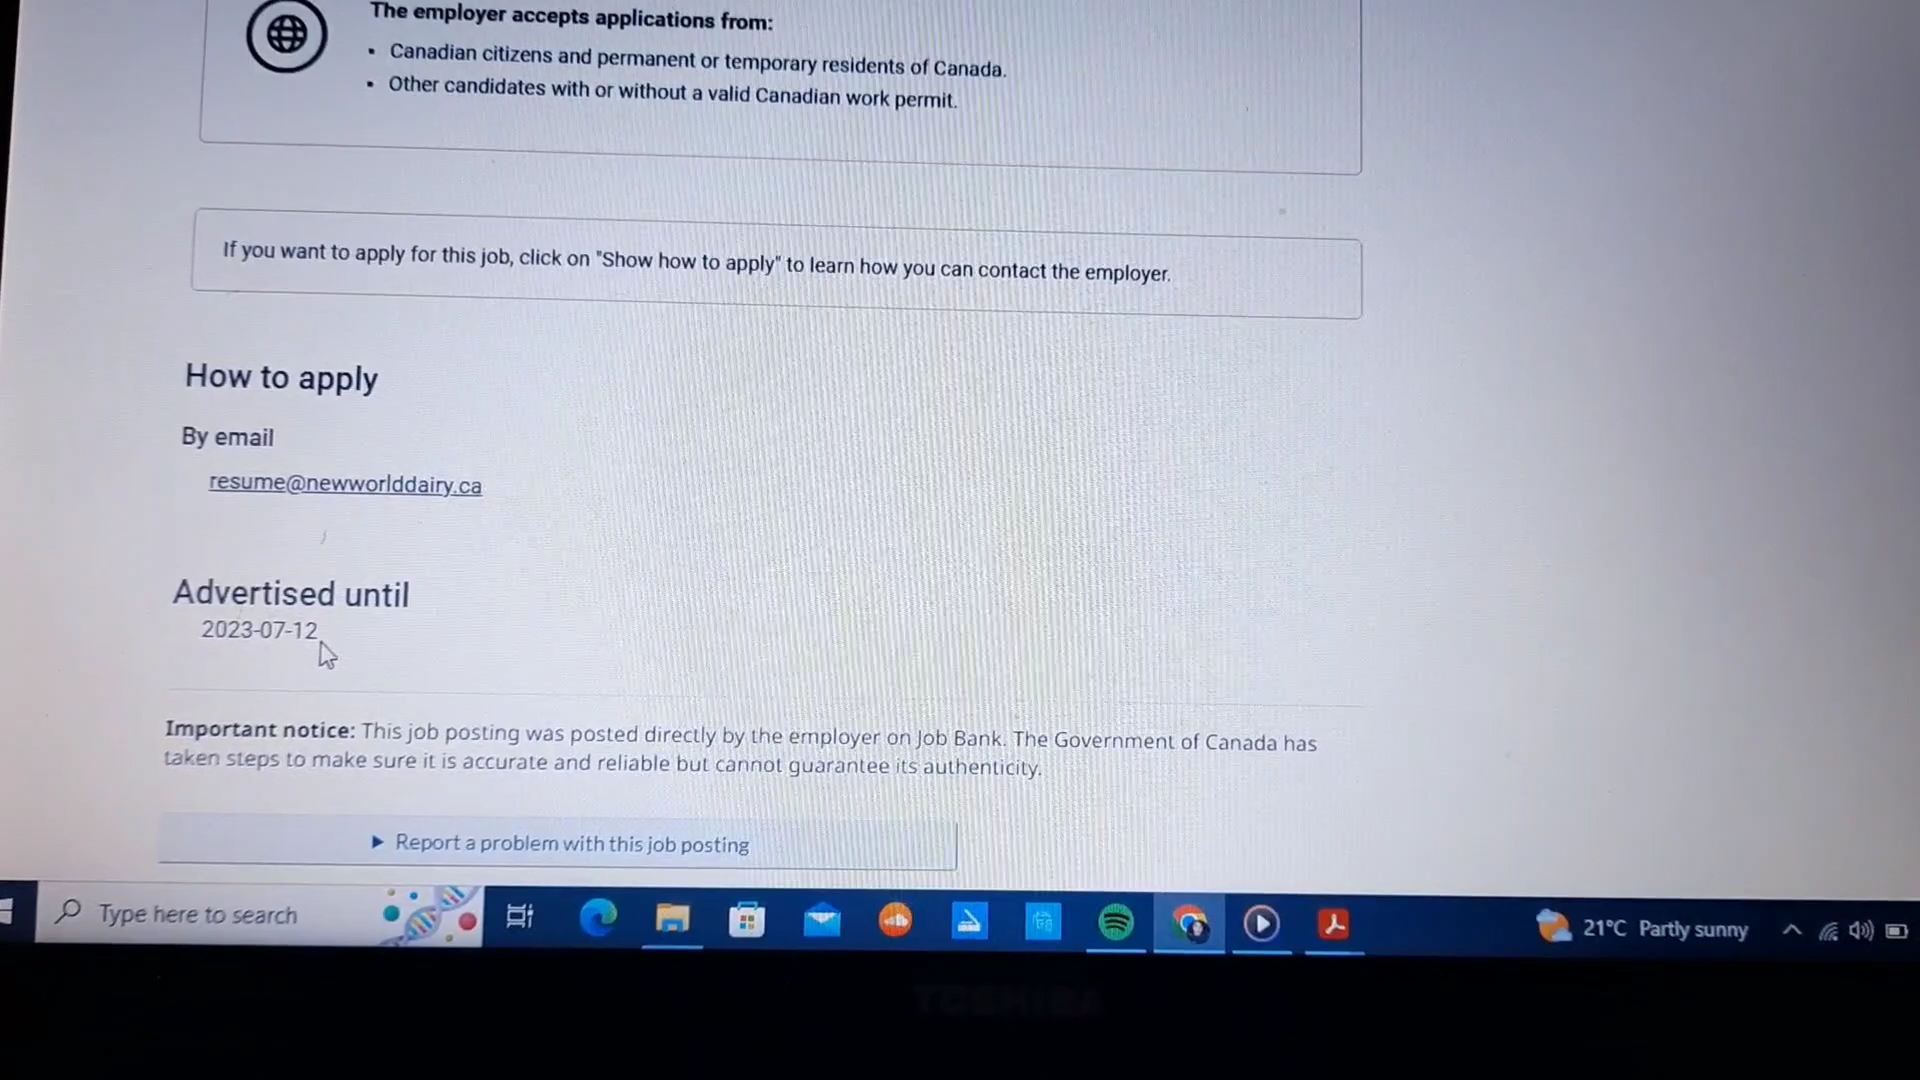 The employer accepts applications from:
• Canadian citizens and permanent or temporary residents of Canada.
• Other candidates with or without a valid Canadian work permit.
If you want to apply for this job, click on "Show how to apply" to learn how you can contact the employer.
How to apply
By email
resume@newworlddairy.ca
Advertised until
2023-07-12
Important notice: This job posting was posted directly by the employer on Job Bank. The Government of Canada has
taken steps to make sure it is accurate and reliable but cannot guarantee its authenticity.
Report a problem with this job posting
Type here to search
21°C Partly sunny
TOSHIBA